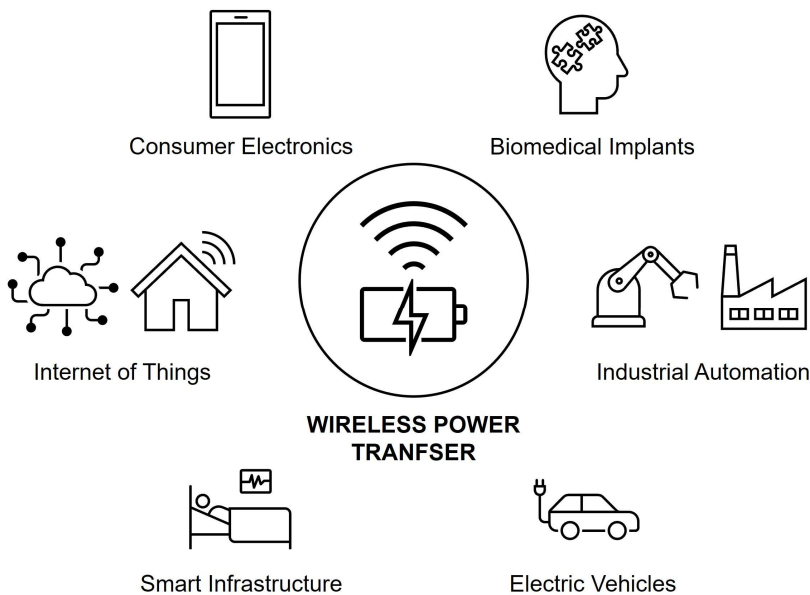 Consumer Electronics
Biomedical Implants
Internet of Things
Industrial Automation
WIRELESS POWER
TRANFSER
Smart Infrastructure
Electric Vehicles